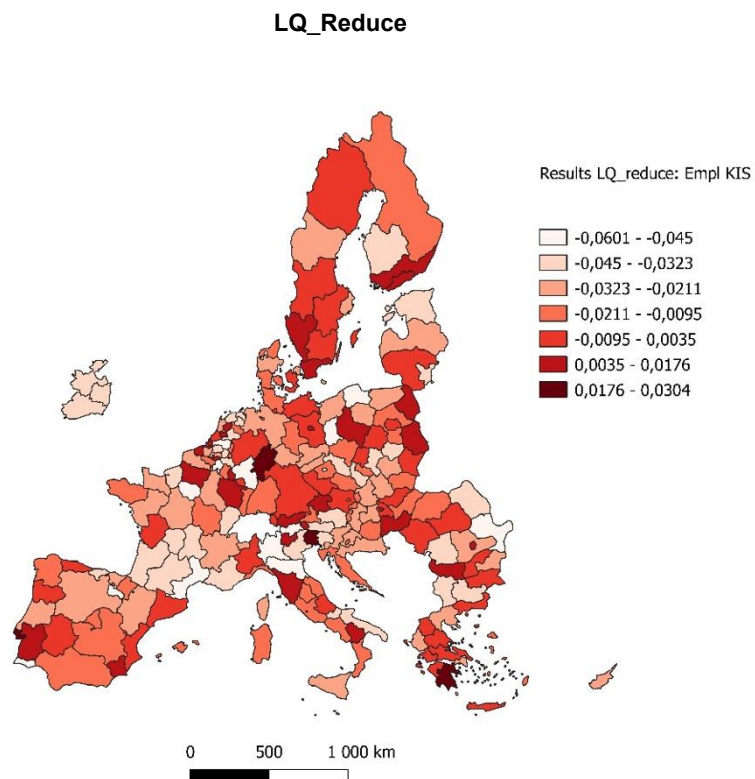 LQ_Reduce
Results LQ_reduce: Empl KIS
-0,0601 - -0,045
-0,045 - -0,0323
-0,0323 - -0,0211
-0,0211 - -0,0095
-0,0095 - 0,0035
0,0035 - 0,0176
0,0176 - 0,0304
0 500 1 000 km